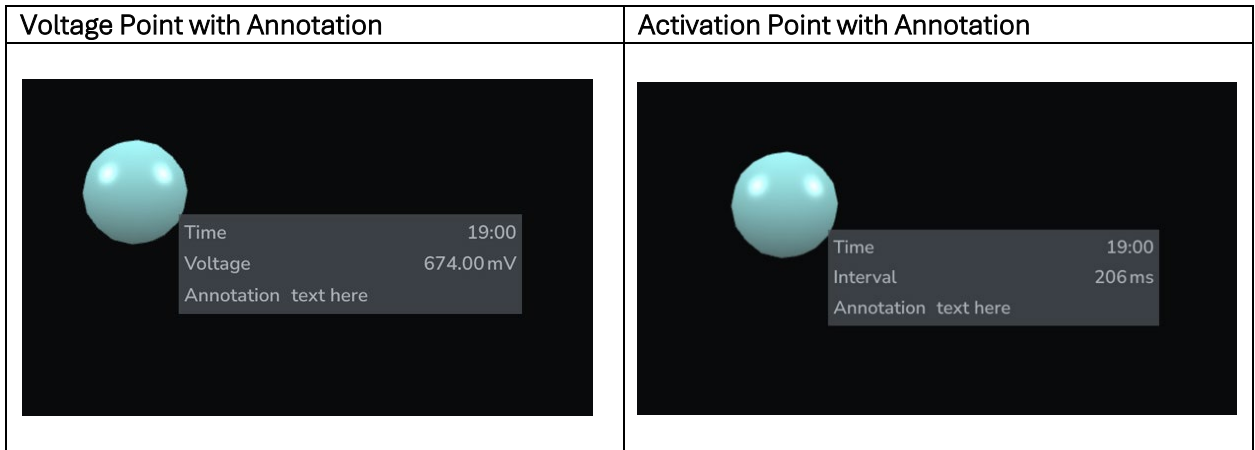 Voltage Point with Annotation
Activation Point with Annotation
Time 19:00
Voltage 674.00 mV
Annotation text here
Time 19:00
Interval 206 ms
Annotation text here